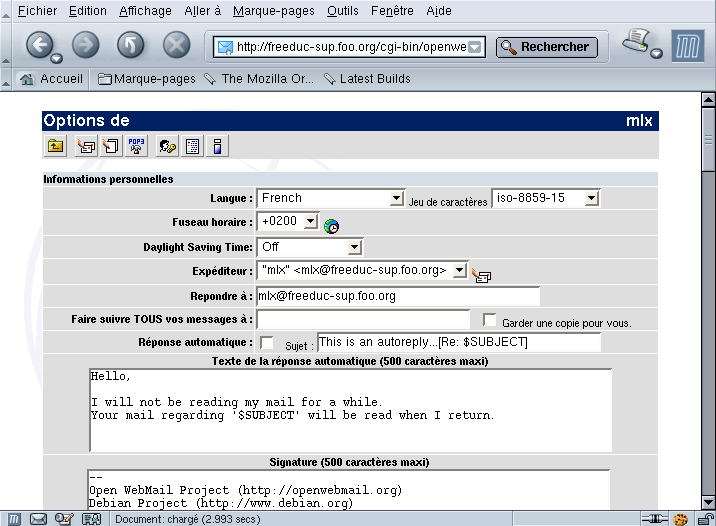 Fichier Edition Affichage Aller à Marque-pages Outils Fenêtre Aide
http://freeduc-sup.foo.org/cgi-bin/openwe Rechercher
Accueil Marque-pages The Mozilla Or... Latest Builds
Options de mlx
POP3
Informations personnelles
Langue : French Jeu de caractères iso-8859-15
Fuseau horaire : +0200
Daylight Saving Time: Off
Expéditeur : "mlx" <mlx@freeduc-sup.foo.org>
Repondre à : mlx@freeduc-sup.foo.org
Faire suivre TOUS vos messages à : Garder une copie pour vous.
Réponse automatique : Sujet : This is an autoreply...[Re: $SUBJECT]
Texte de la réponse automatique (500 caractères maxi)
Hello,
I will not be reading my mail for a while.
Your mail regarding '$SUBJECT' will be read when I return.
Signature (500 caractères maxi)
--
Open WebMail Project (http://openwebmail.org)
Debian Project (http://www.debian.org)
Document: chargé (2.993 secs)